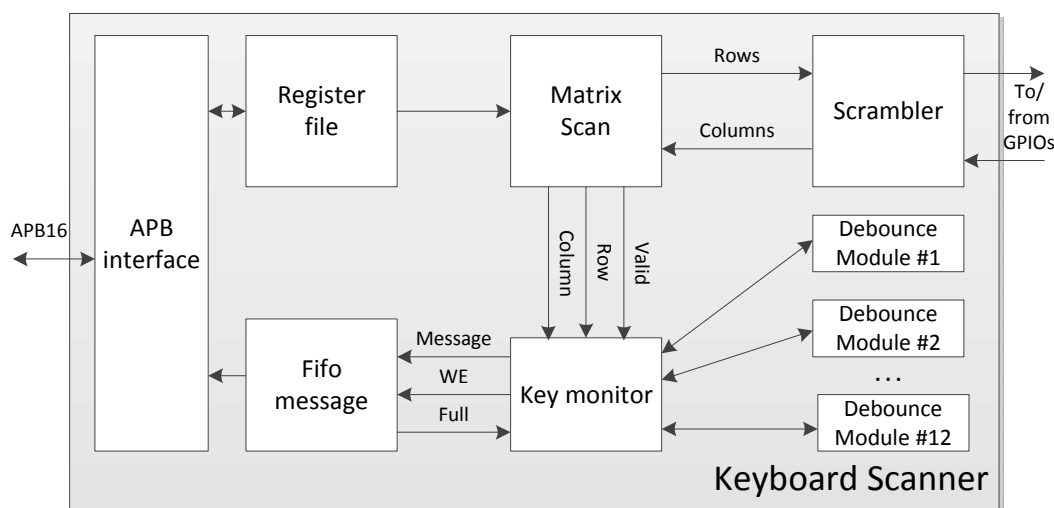 Register
file
Matrix
Scan
Rows
Columns
Scrambler
To/
from
GPIOs
APB16
APB
interface
Column
Row
Valid
Debounce
Module #1
Debounce
Module #2
...
Debounce
Module #12
Fifo
message
Message
WE
Full
Key monitor
Keyboard Scanner